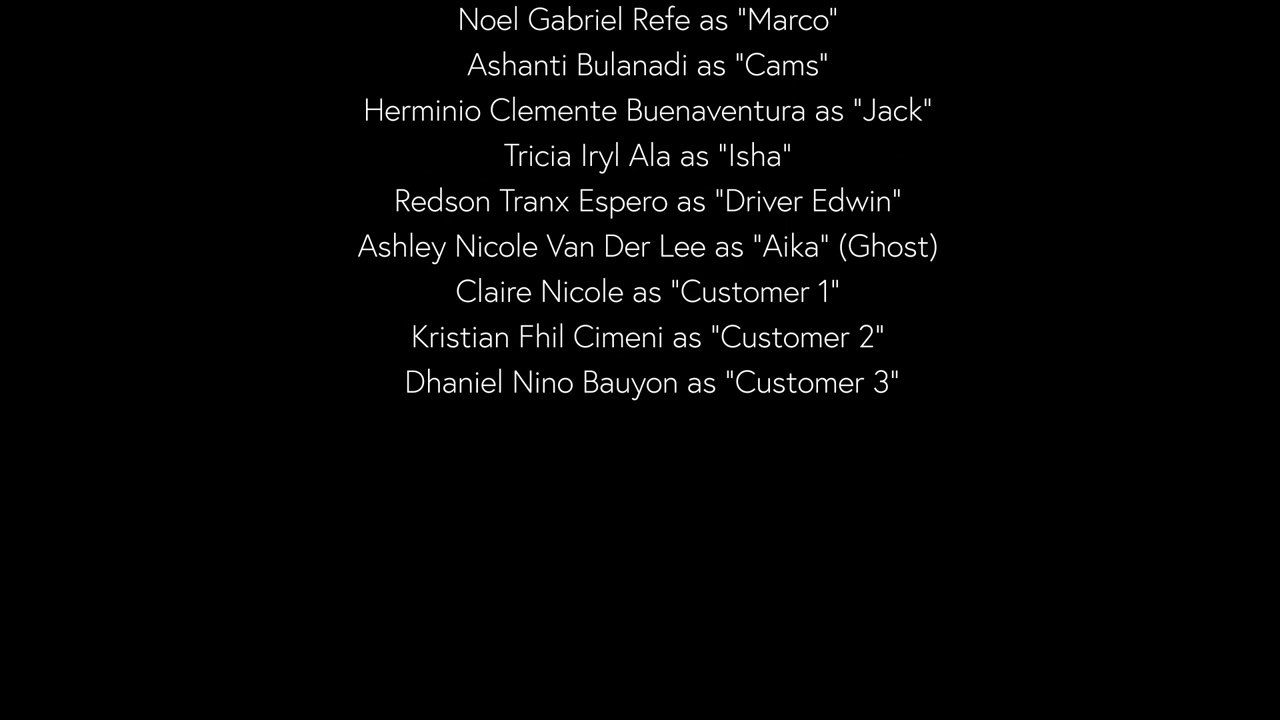 Noel Gabriel Refe as "Marco"
Ashanti Bulanadi as "Cams"
Herminio Clemente Buenaventura as "Jack"
Tricia Iryl Ala as "Isha"
Redson Tranx Espero as "Driver Edwin"
Ashley Nicole Van Der Lee as "Aika" (Ghost)
Claire Nicole as "Customer 1"
Kristian Fhil Cimeni as "Customer 2"
Dhaniel Nino Bauyon as "Customer 3"